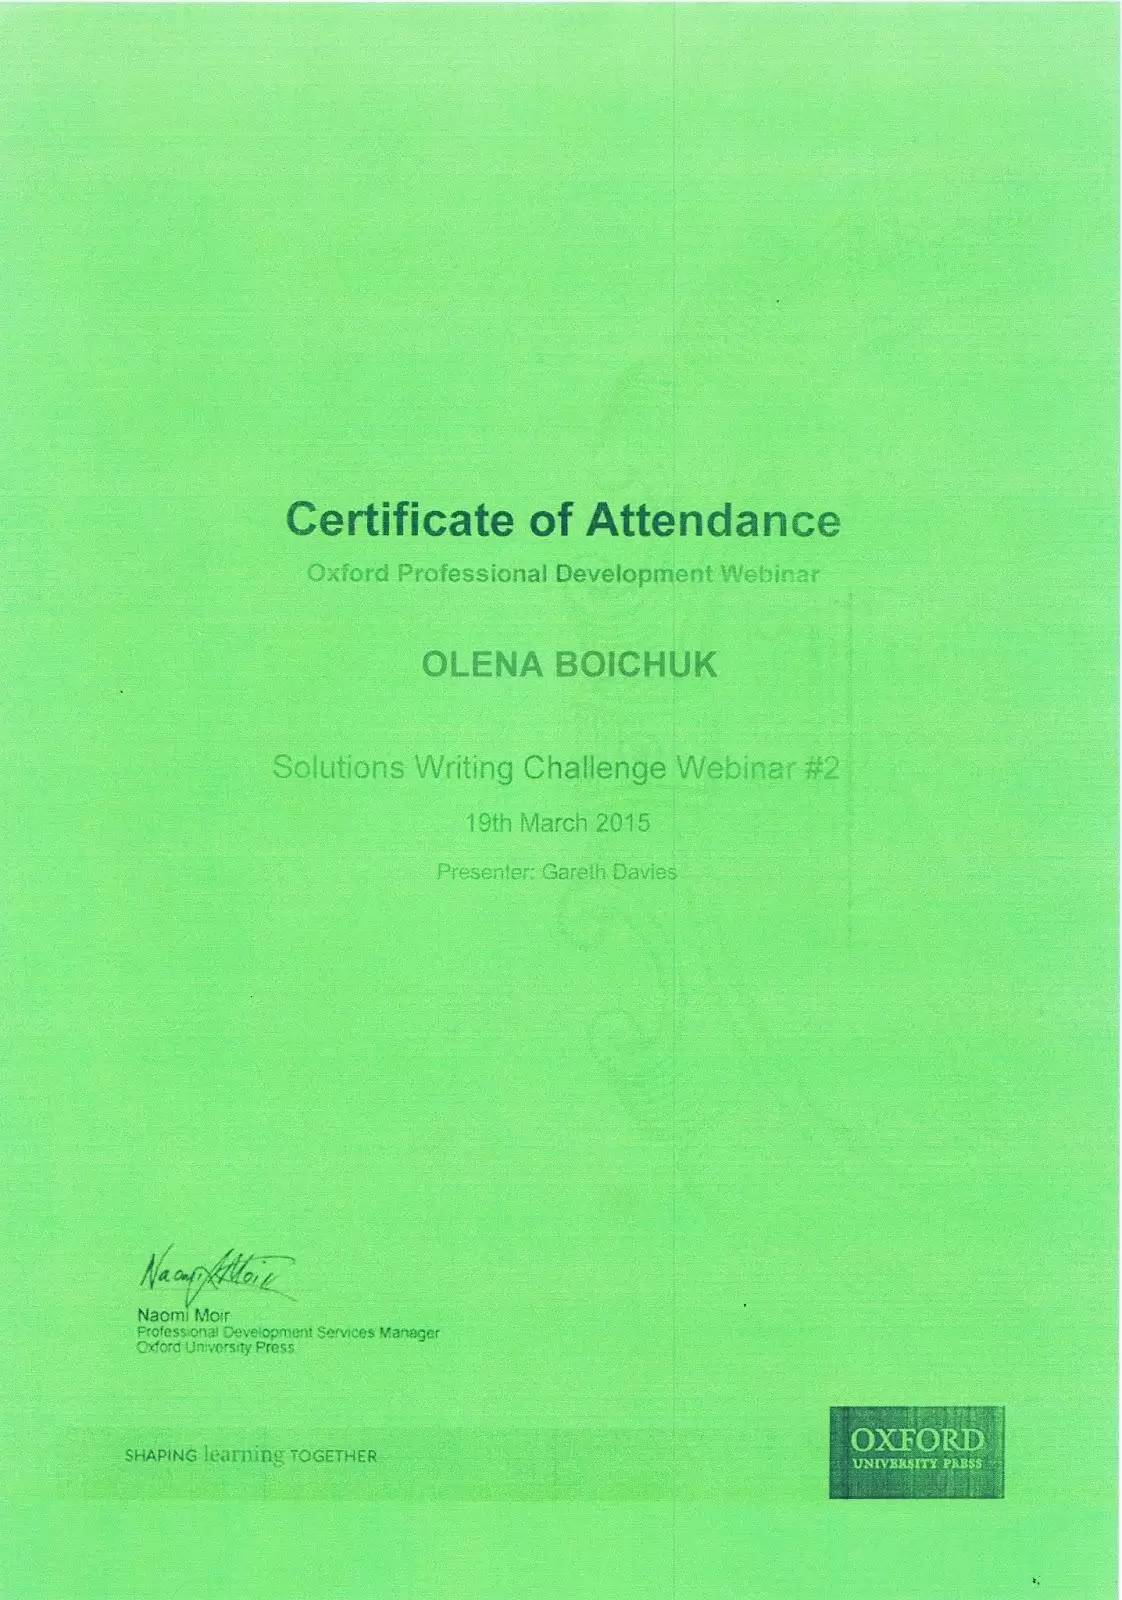 Certificate of Attendance
Oxford Professional Development Webinar
OLENA BOICHUK
Solutions Writing Challenge Webinar #2
19th March 2015
Presenter: Gareth Davies
Naomi Moir
Naomi Moir
Professional Development Services Manager
Oxford University Press
SHAPING learning TOGETHER
OXFORD
UNIVERSITY PRESS